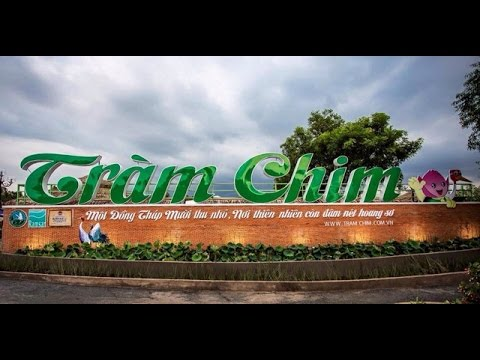 Tràm Chim
Một Đồng Tháp Mười thu nhỏ, Nơi thiên nhiên còn đậm nét hoang sơ
WWW.TRAMCHIM.COM.VN